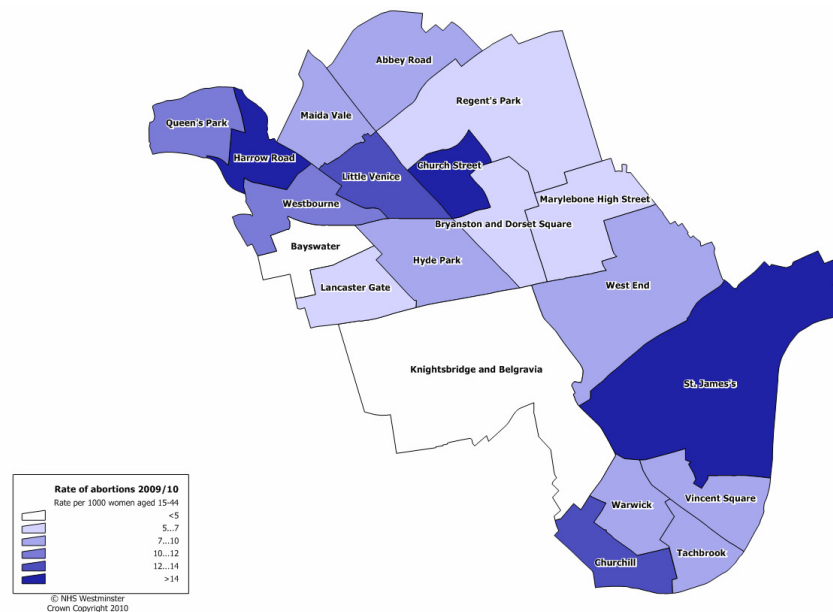 Abbey Road
Regent's Park
Maida Vale
Queen's Park
Harrow Road
Church Street
Little Venice
Marylebone High Street
Westbourne
Bryanston and Dorset Square
Bayswater
Hyde Park
West End
Lancaster Gate
Knightsbridge and Belgravia
St. James's
Vincent Square
Warwick
Tachbrook
Churchill
Rate of abortions 2009/10
Rate per 1000 women aged 15-44
<5
5...7
7...10
10...12
12...14
>14
© NHS Westminster
Crown Copyright 2010